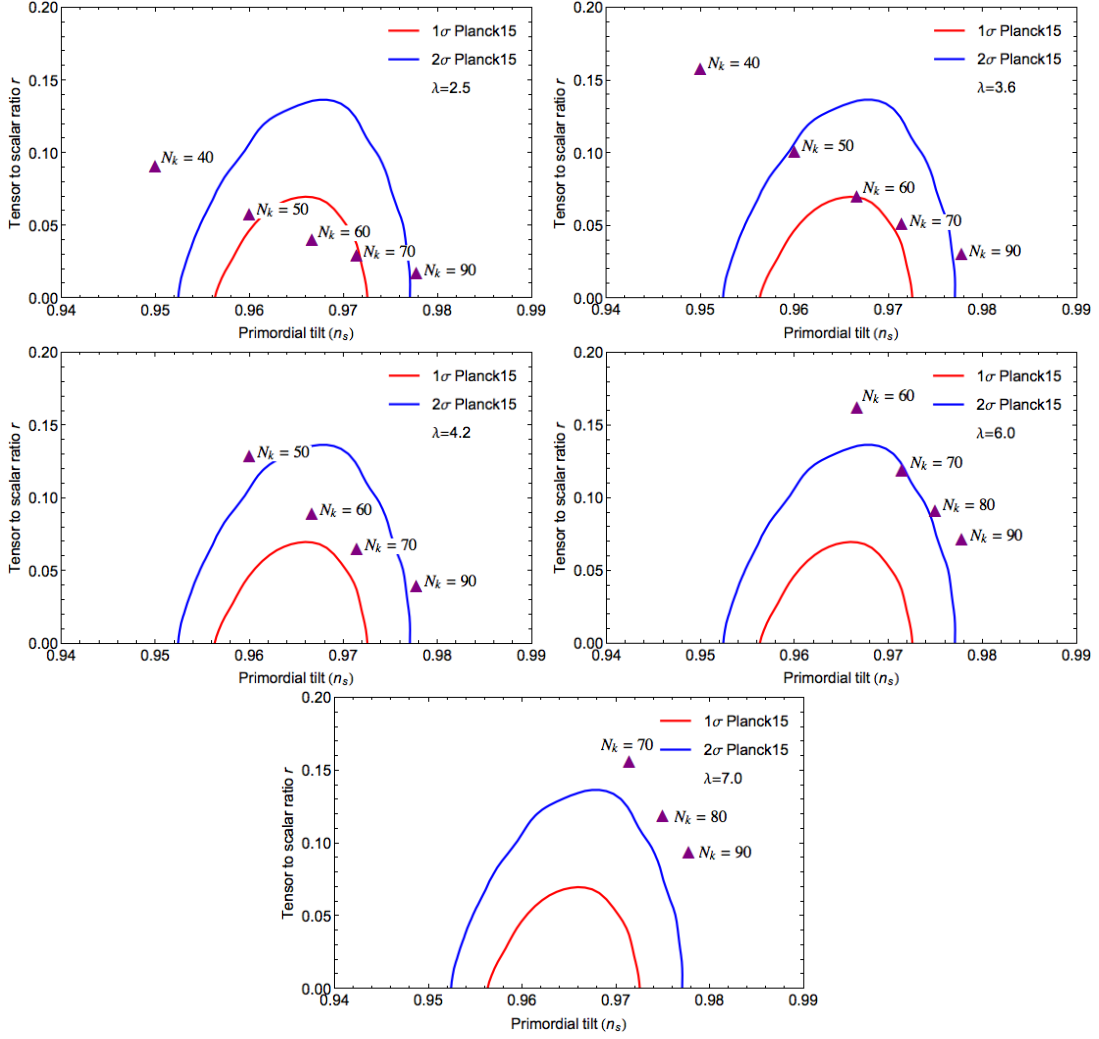 0.20
0.15
0.10
0.05
0.00
Tensor to scalar ratio r
1σ Planck15
2σ Planck15
λ=2.5
N_k = 40
N_k = 50
N_k = 60
N_k = 70
N_k = 90
0.94 0.95 0.96 0.97 0.98 0.99
Primordial tilt (n_s)
0.20
0.15
0.10
0.05
0.00
Tensor to scalar ratio r
1σ Planck15
2σ Planck15
λ=3.6
N_k = 40
N_k = 50
N_k = 60
N_k = 70
N_k = 90
0.94 0.95 0.96 0.97 0.98 0.99
Primordial tilt (n_s)
0.20
0.15
0.10
0.05
0.00
Tensor to scalar ratio r
1σ Planck15
2σ Planck15
λ=4.2
N_k = 50
N_k = 60
N_k = 70
N_k = 90
0.94 0.95 0.96 0.97 0.98 0.99
Primordial tilt (n_s)
0.20
0.15
0.10
0.05
0.00
Tensor to scalar ratio r
1σ Planck15
2σ Planck15
λ=6.0
N_k = 60
N_k = 70
N_k = 80
N_k = 90
0.94 0.95 0.96 0.97 0.98 0.99
Primordial tilt (n_s)
0.20
0.15
0.10
0.05
0.00
Tensor to scalar ratio r
1σ Planck15
2σ Planck15
λ=7.0
N_k = 70
N_k = 80
N_k = 90
0.94 0.95 0.96 0.97 0.98 0.99
Primordial tilt (n_s)